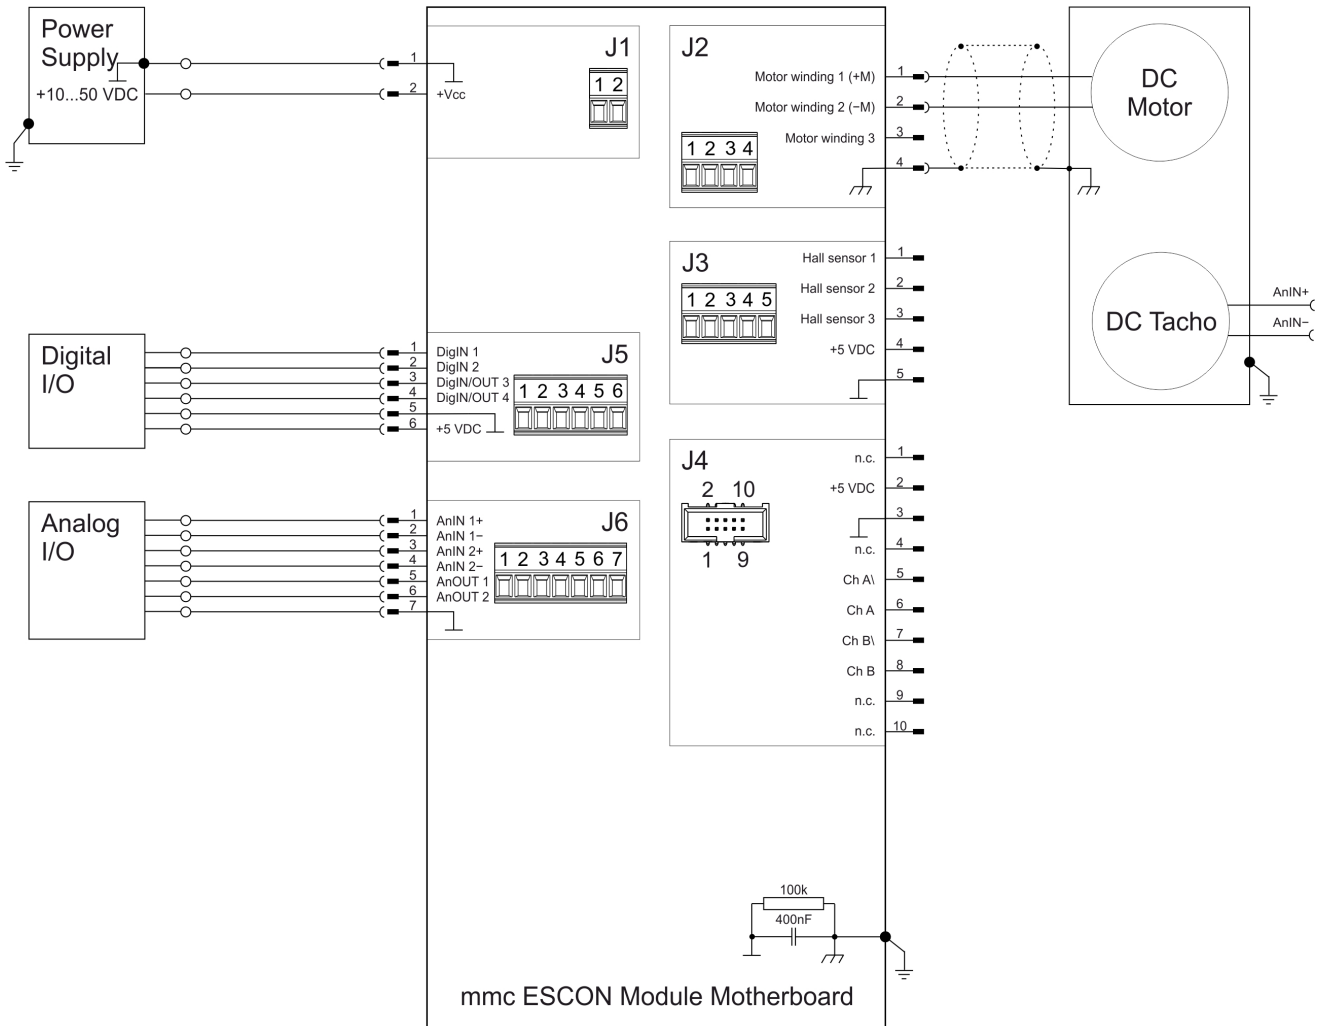 Power
Supply
+10...50 VDC
1
2
+Vcc
J1
1 2
J2
Motor winding 1 (+M)
1
Motor winding 2 (−M)
2
Motor winding 3
3
4
1 2 3 4
DC
Motor
J3
Hall sensor 1
1
Hall sensor 2
2
Hall sensor 3
3
+5 VDC
4
5
1 2 3 4 5
DC Tacho
AnIN+
AnIN−
Digital
I/O
1
DigIN 1
2
DigIN 2
3
DigIN/OUT 3
4
DigIN/OUT 4
5
6
+5 VDC
J5
1 2 3 4 5 6
J4
2 10
1 9
n.c.
1
+5 VDC
2
3
n.c.
4
Ch A\
5
Ch A
6
Ch B\
7
Ch B
8
n.c.
9
n.c.
10
Analog
I/O
1
AnIN 1+
2
AnIN 1−
3
AnIN 2+
4
AnIN 2−
5
AnOUT 1
6
AnOUT 2
7
J6
1 2 3 4 5 6 7
100k
400nF
mmc ESCON Module Motherboard